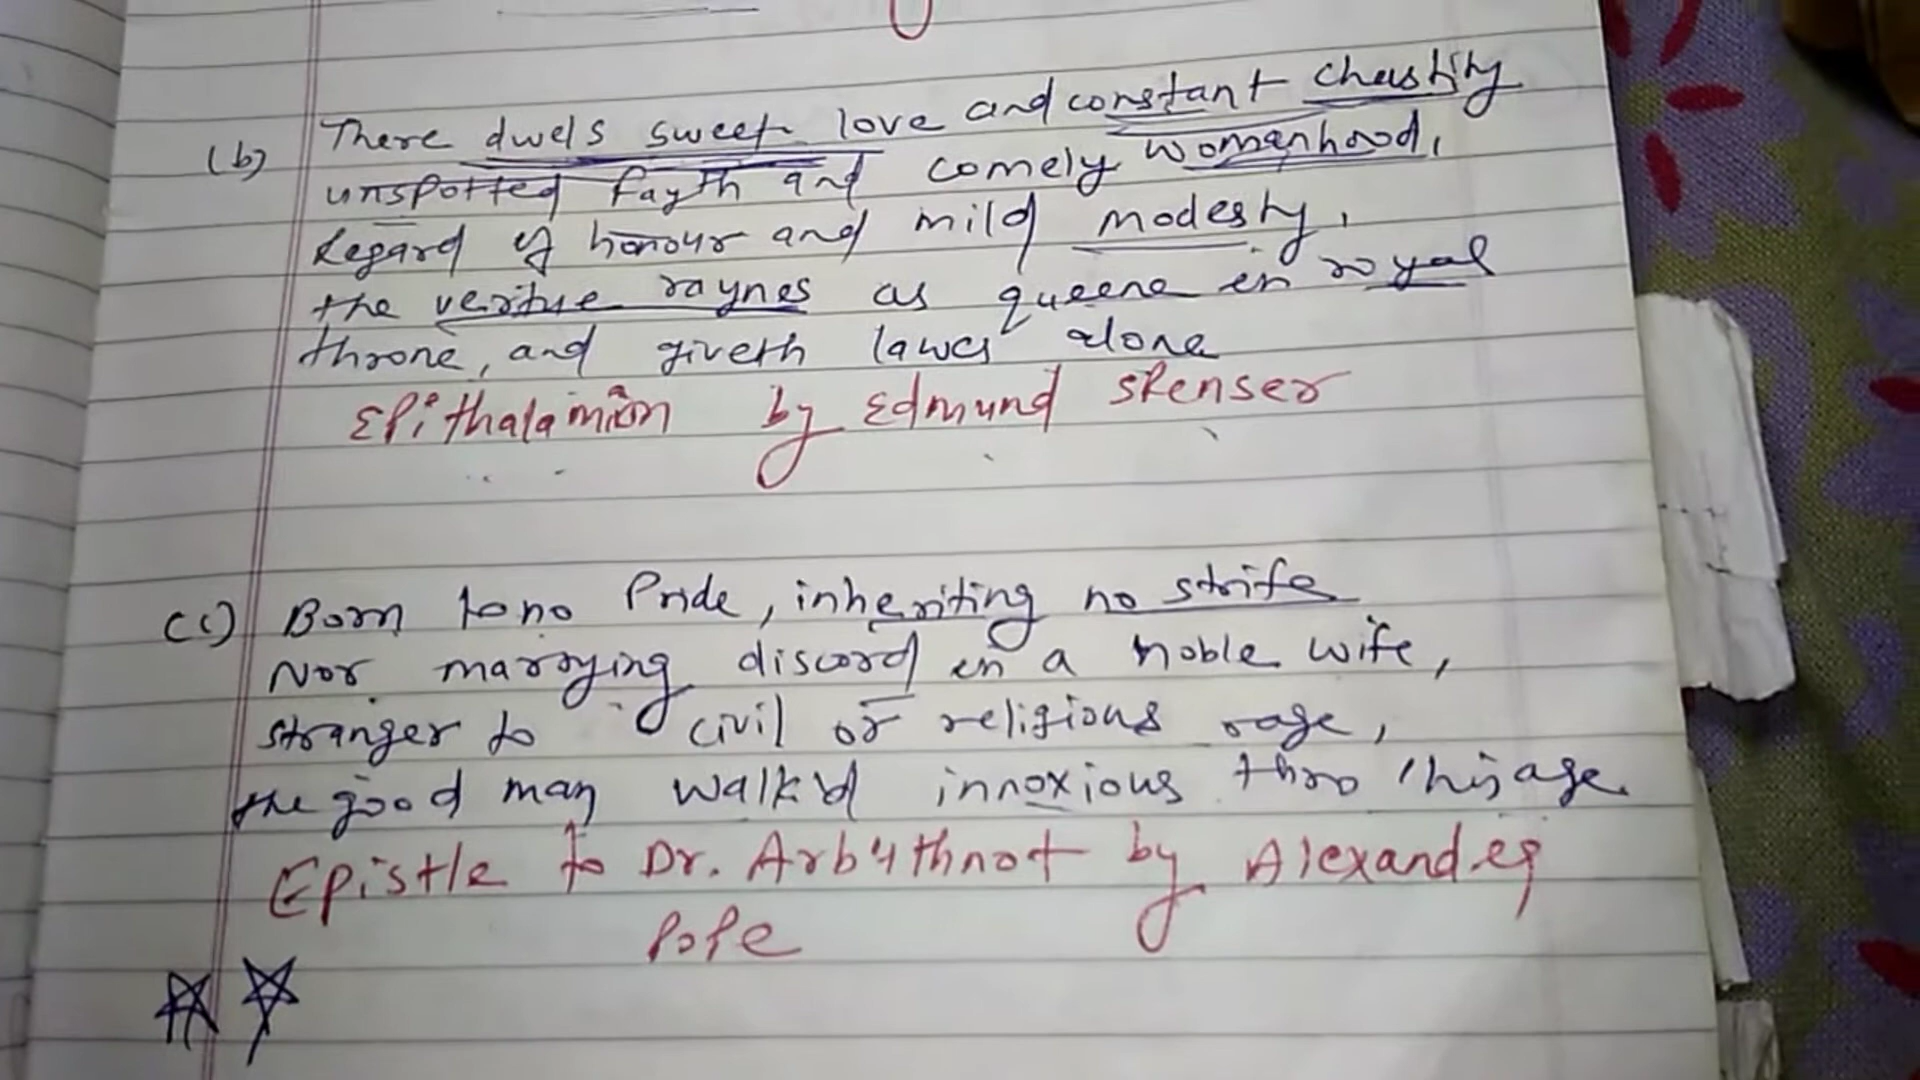 (b) There dwels sweet love and constant chastity
unspotted fayth and comely womanhood,
Regard of honour and mild modesty,
the vertue raynes as queene in royal
throne, and giveth lawes alone
Epithalamion by Edmund Spenser
(c) Born to no Pride, inheriting no strife
Nor marrying discord in a noble wife,
stranger to civil or religious rage,
the good man walk'd innoxious thro this age.
Epistle to Dr. Arbuthnot by Alexander
Pope